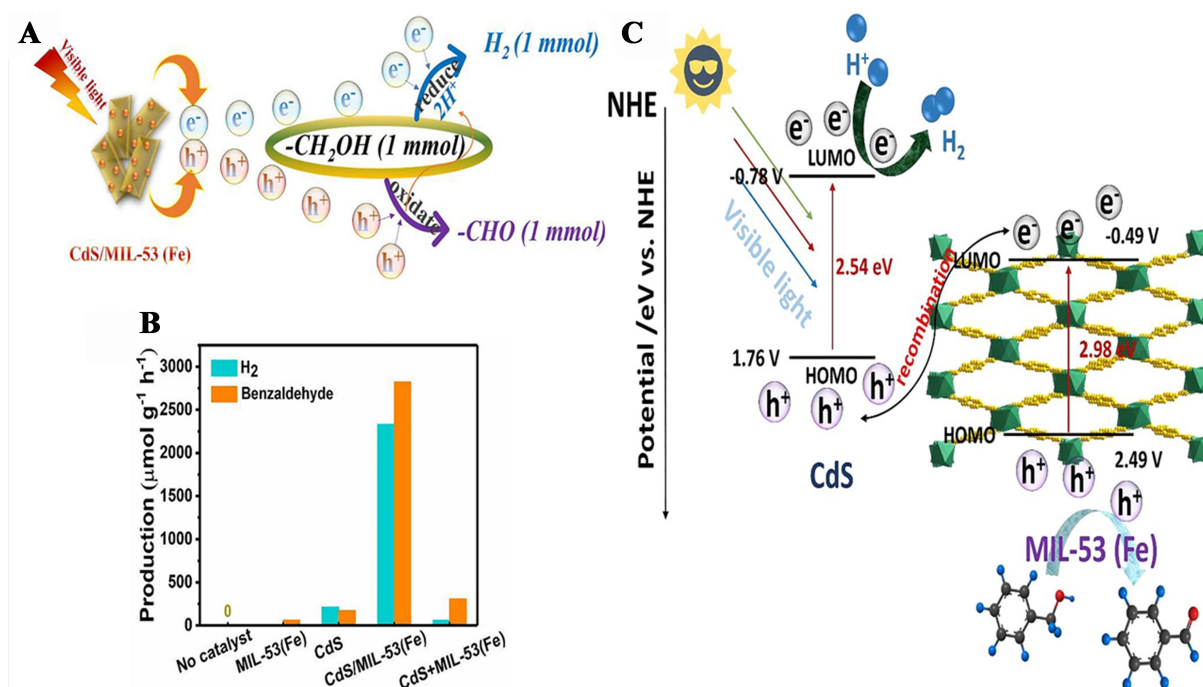 A
Visible light
e-
e-
e-
e-
e-
e-
h+
h+
h+
h+
h+
h+
reduce
2H+
H2 (1 mmol)
-CH2OH (1 mmol)
oxidate
-CHO (1 mmol)
CdS/MIL-53 (Fe)
B
Production (μmol g-1 h-1)
3000
2500
2000
1500
1000
500
0
H2
Benzaldehyde
0
No catalyst
MIL-53(Fe)
CdS
CdS/MIL-53(Fe)
CdS+MIL-53(Fe)
C
NHE
Potential /eV vs. NHE
H+
H2
e-
e-
e-
LUMO
-0.78 V
Visible light
2.54 eV
1.76 V
HOMO
h+
h+
h+
CdS
recombination
e-
e-
e-
-0.49 V
LUMO
2.98 eV
HOMO
2.49 V
h+
h+
h+
MIL-53 (Fe)